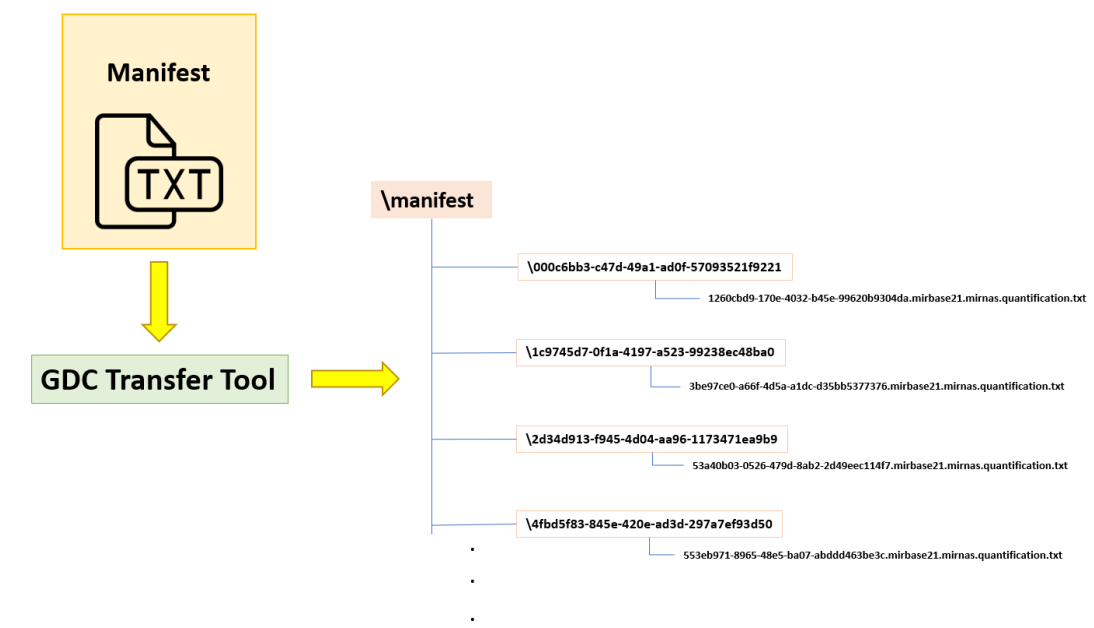 Manifest
TXT
GDC Transfer Tool
\manifest
\000c6bb3-c47d-49a1-ad0f-57093521f9221
1260cbd9-170e-4032-b45e-99620b9304da.mirbase21.mirnas.quantification.txt
\1c9745d7-0f1a-4197-a523-99238ec48ba0
3be97ce0-a66f-4d5a-a1dc-d35bb5377376.mirbase21.mirnas.quantification.txt
\2d34d913-f945-4d04-aa96-1173471ea9b9
53a40b03-0526-479d-8ab2-2d49eec114f7.mirbase21.mirnas.quantification.txt
\4fbd5f83-845e-420e-ad3d-297a7ef93d50
553eb971-8965-48e5-ba07-abddd463be3c.mirbase21.mirnas.quantification.txt
.
.
.